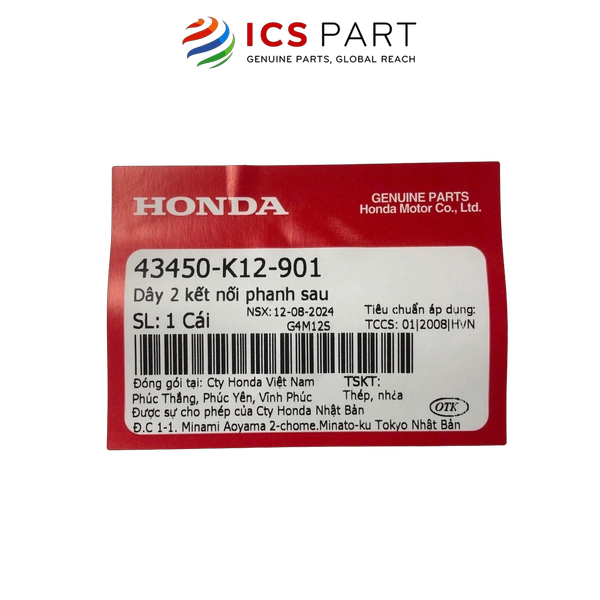 ICS PART
GENUINE PARTS, GLOBAL REACH
HONDA
GENUINE PARTS
Honda Motor Co., Ltd.
43450-K12-901
Dây 2 kết nối phanh sau
NSX: 12-08-2024
Tiêu chuẩn áp dụng:
SL: 1 Cái
G4M12S
TCCS: 01|2008|HVN
Đóng gói tại: Cty Honda Việt Nam
TSKT:
Phúc Thắng, Phúc Yên, Vĩnh Phúc
Thép, nhựa
Được sự cho phép của Cty Honda Nhật Bản
OTK
Đ.C 1-1. Minami Aoyama 2-chome.Minato-ku Tokyo Nhật Bản